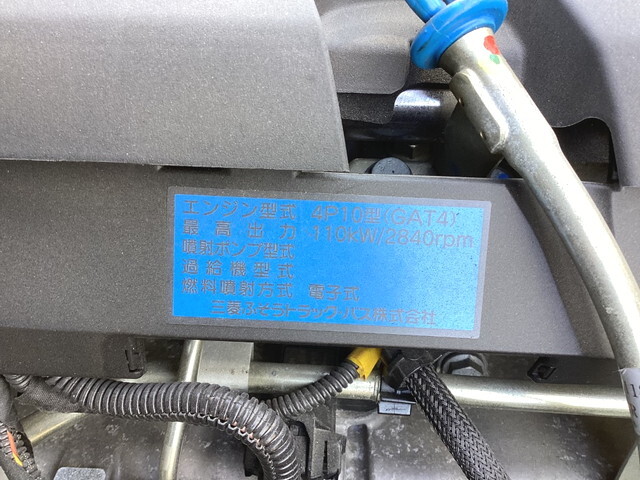 エンジン型式 4P10型(GAT4)
最高出力 :110kW/2840rpm
噴射ポンプ型式
過給機型式
燃料噴射方式 電子式
三菱ふそうトラック・バス株式会社